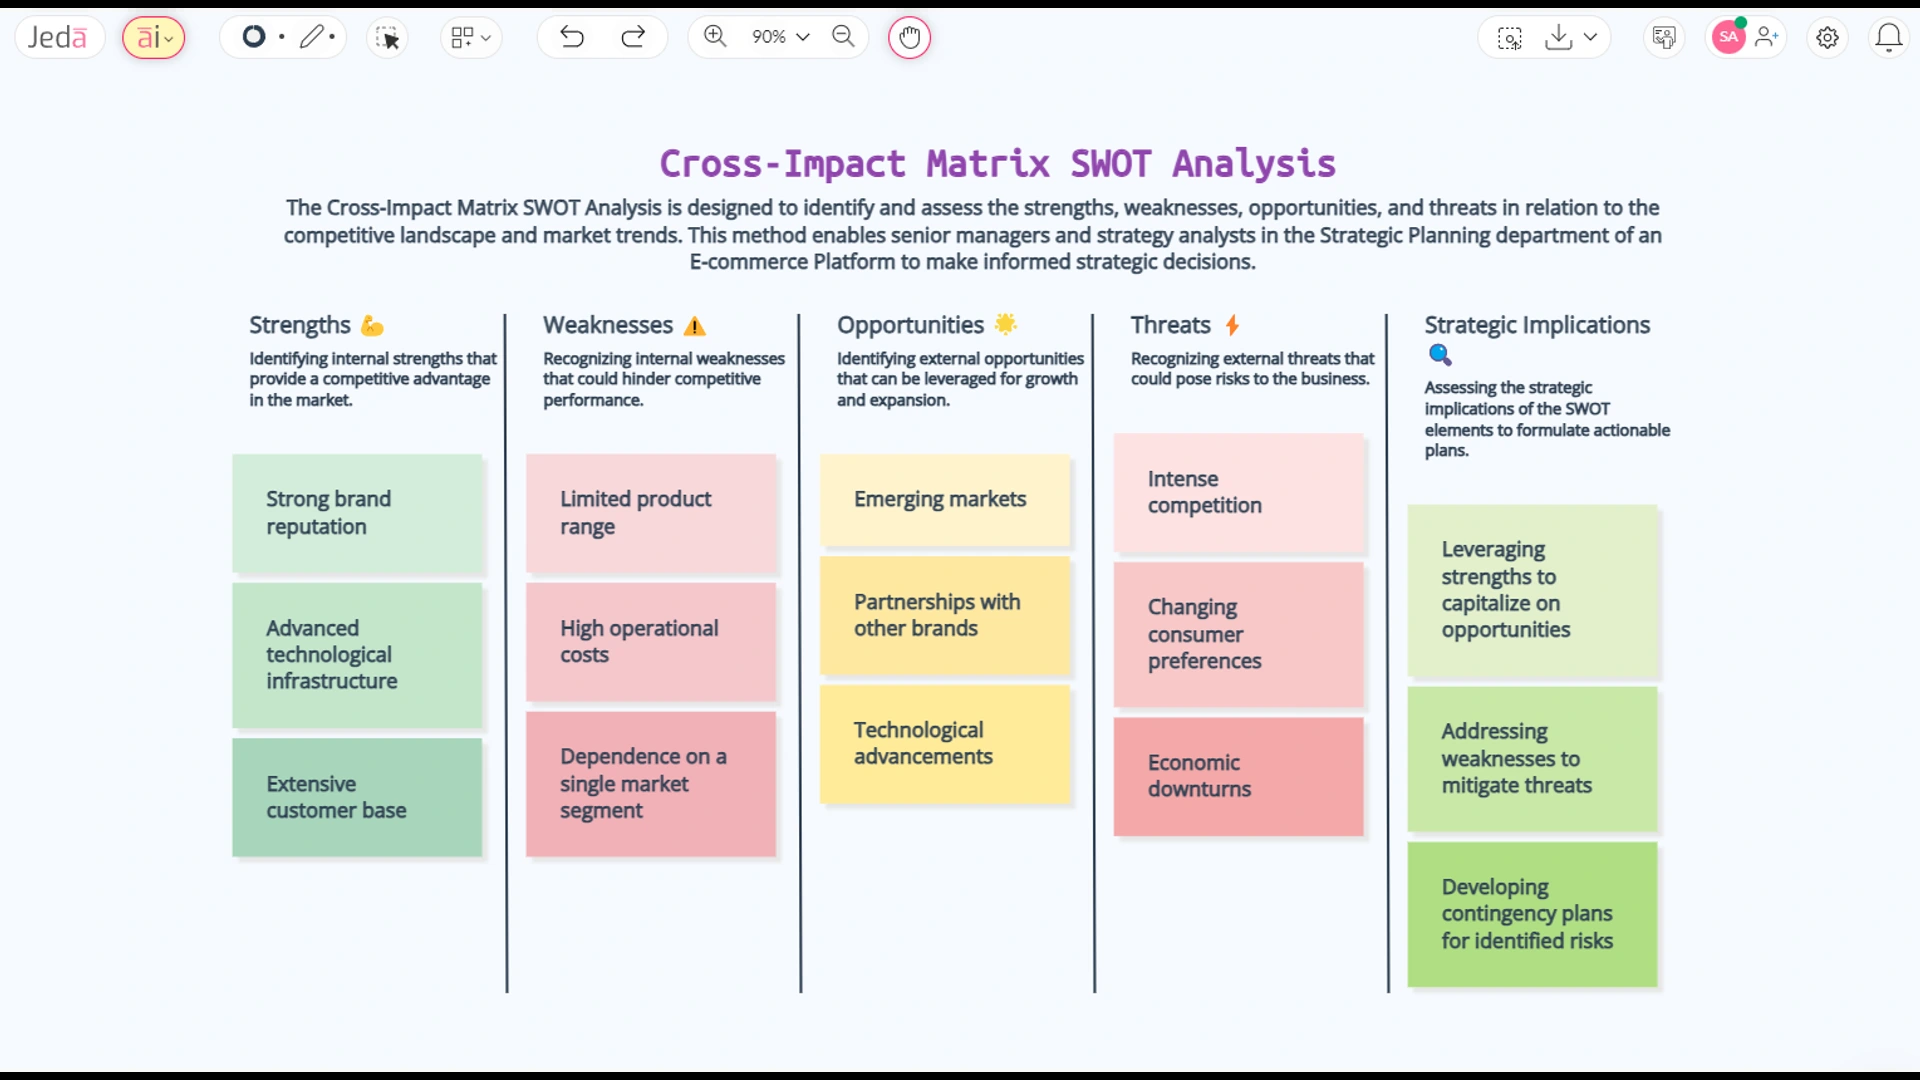 Jedā
āi
90%
SA
Cross-Impact Matrix SWOT Analysis
The Cross-Impact Matrix SWOT Analysis is designed to identify and assess the strengths, weaknesses, opportunities, and threats in relation to the
competitive landscape and market trends. This method enables senior managers and strategy analysts in the Strategic Planning department of an
E-commerce Platform to make informed strategic decisions.
Strengths
Identifying internal strengths that
provide a competitive advantage
in the market.
Strong brand
reputation
Advanced
technological
infrastructure
Extensive
customer base
Weaknesses
Recognizing internal weaknesses
that could hinder competitive
performance.
Limited product
range
High operational
costs
Dependence on a
single market
segment
Opportunities
Identifying external opportunities
that can be leveraged for growth
and expansion.
Emerging markets
Partnerships with
other brands
Technological
advancements
Threats
Recognizing external threats that
could pose risks to the business.
Intense
competition
Changing
consumer
preferences
Economic
downturns
Strategic Implications
Assessing the strategic
implications of the SWOT
elements to formulate actionable
plans.
Leveraging
strengths to
capitalize on
opportunities
Addressing
weaknesses to
mitigate threats
Developing
contingency plans
for identified risks